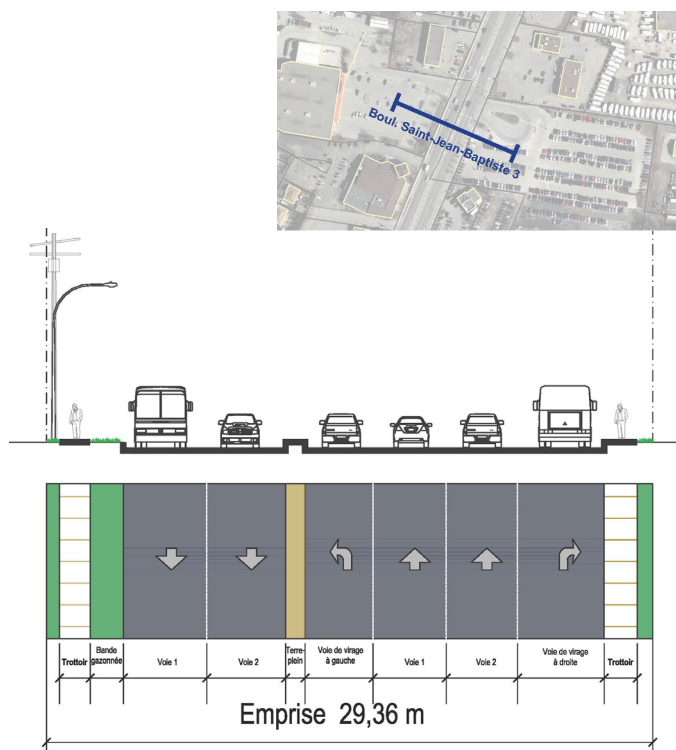 Boul. Saint-Jean-Baptiste 3
Trottoir
Bande
gazonnée
Voie 1
Voie 2
Terre-
plein
Voie de virage
à gauche
Voie 1
Voie 2
Voie de virage
à droite
Trottoir
Emprise 29,36 m